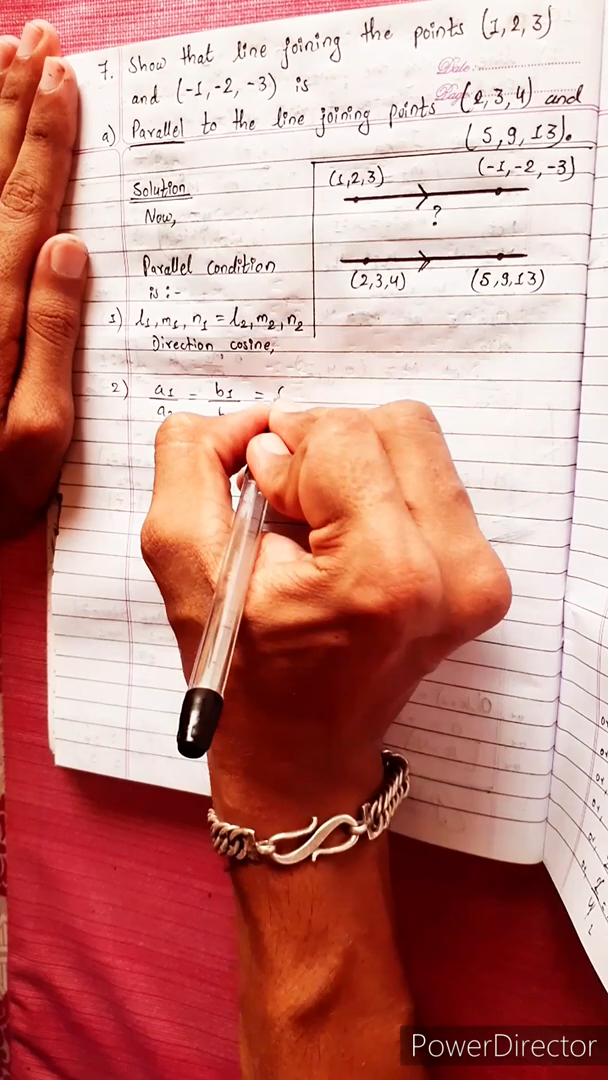 7. Show that line joining the points (1,2,3)
Date:
and (-1,-2,-3) is
Pag
a) Parallel to the line joining points (2,3,4) and
(5,9,13).
Solution
Now,
(1,2,3) (-1,-2,-3)
?
(2,3,4) (5,9,13)
Parallel condition
is :-
1) l1, m1, n1 = l2, m2, n2
Direction cosine,
2) a1 = b1 =
PowerDirector